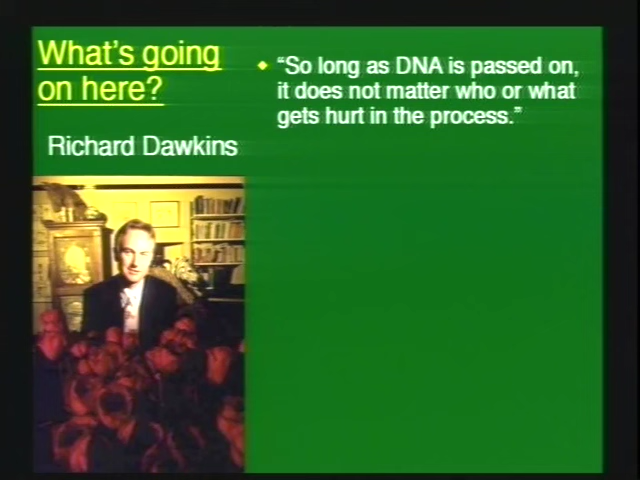 What's going
on here?
Richard Dawkins
“So long as DNA is passed on,
it does not matter who or what
gets hurt in the process.”